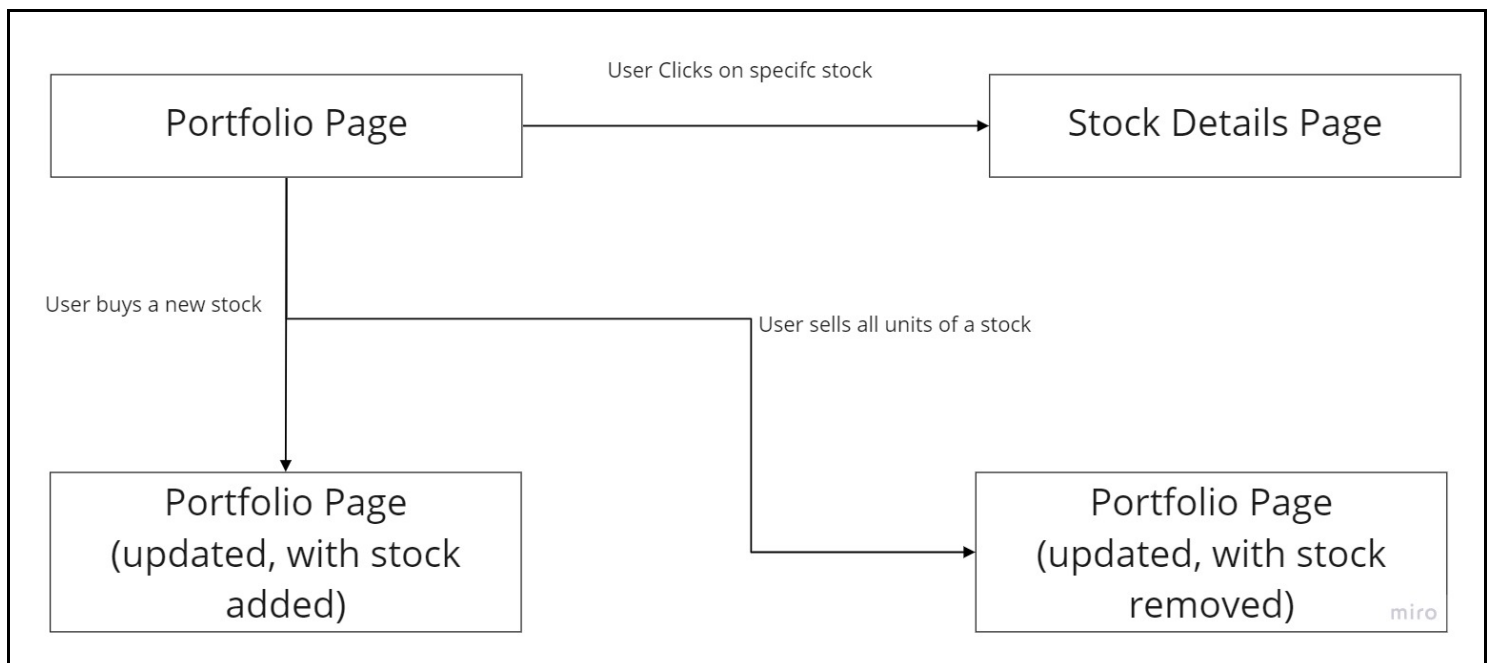 User Clicks on specifc stock
Portfolio Page
Stock Details Page
User buys a new stock
User sells all units of a stock
Portfolio Page
(updated, with stock
added)
Portfolio Page
(updated, with stock
removed)
miro